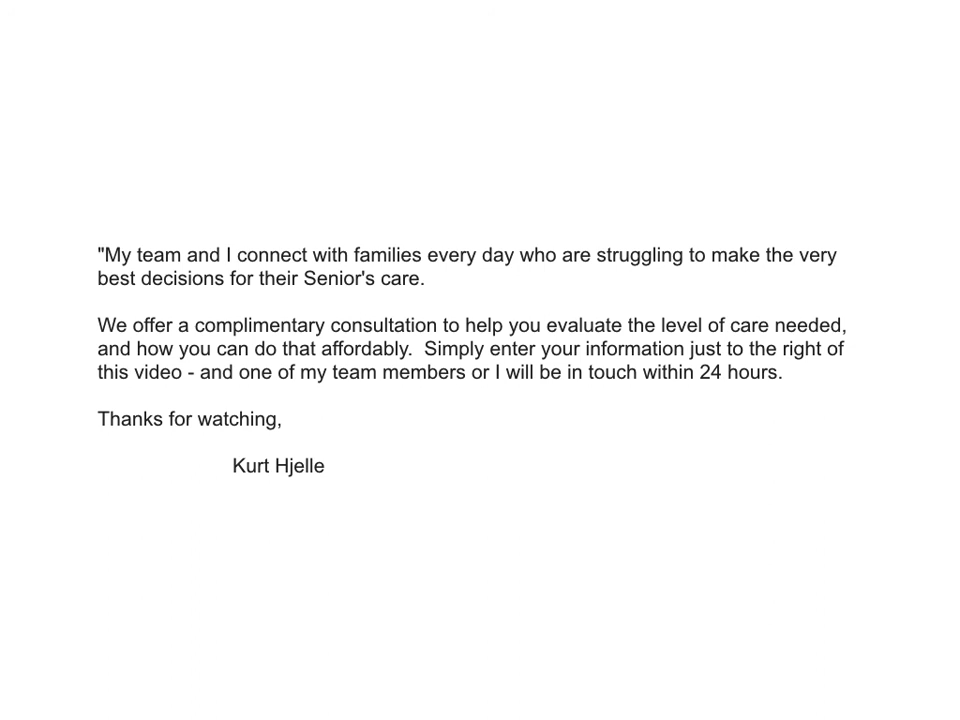 "My team and I connect with families every day who are struggling to make the very
best decisions for their Senior's care.
We offer a complimentary consultation to help you evaluate the level of care needed,
and how you can do that affordably.  Simply enter your information just to the right of
this video - and one of my team members or I will be in touch within 24 hours.
Thanks for watching,
Kurt Hjelle